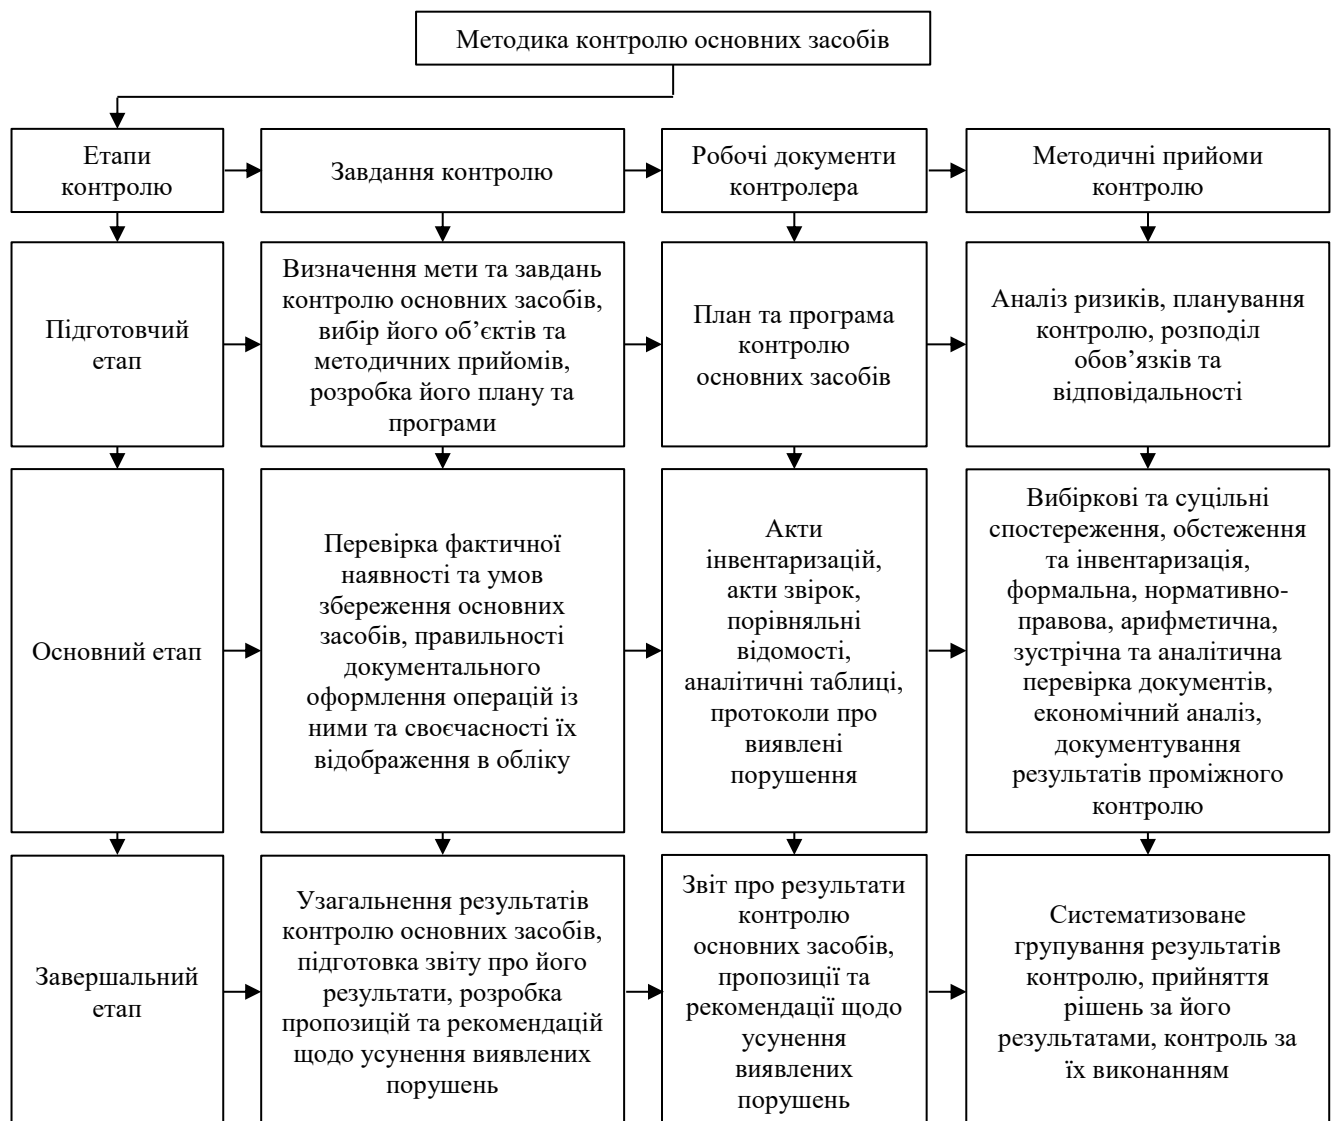 Методика контролю основних засобів
Етапи
контролю
Завдання контролю
Робочі документи
контролера
Методичні прийоми
контролю
Підготовчий
етап
Визначення мети та завдань
контролю основних засобів,
вибір його об’єктів та
методичних прийомів,
розробка його плану та
програми
План та програма
контролю
основних засобів
Аналіз ризиків, планування
контролю, розподіл
обов’язків та
відповідальності
Основний етап
Перевірка фактичної
наявності та умов
збереження основних
засобів, правильності
документального
оформлення операцій із
ними та своєчасності їх
відображення в обліку
Акти
інвентаризацій,
акти звірок,
порівняльні
відомості,
аналітичні таблиці,
протоколи про
виявлені
порушення
Вибіркові та суцільні
спостереження, обстеження
та інвентаризація,
формальна, нормативно-
правова, арифметична,
зустрічна та аналітична
перевірка документів,
економічний аналіз,
документування
результатів проміжного
контролю
Завершальний
етап
Узагальнення результатів
контролю основних засобів,
підготовка звіту про його
результати, розробка
пропозицій та рекомендацій
щодо усунення виявлених
порушень
Звіт про результати
контролю
основних засобів,
пропозиції та
рекомендації щодо
усунення
виявлених
порушень
Систематизоване
групування результатів
контролю, прийняття
рішень за його
результатами, контроль за
їх виконанням